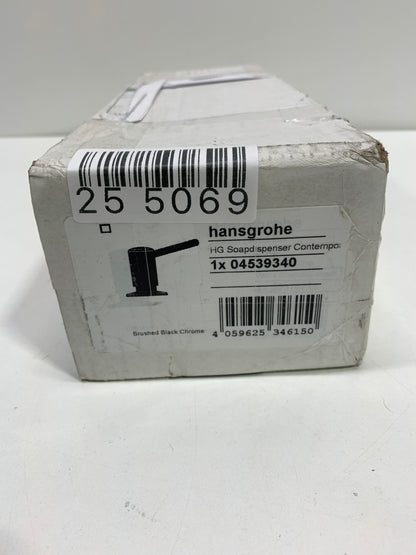 25 5069
hansgrohe
HG Soapdispenser Contempor
1x 04539340
Brushed Black Chrome
4 059625 346150